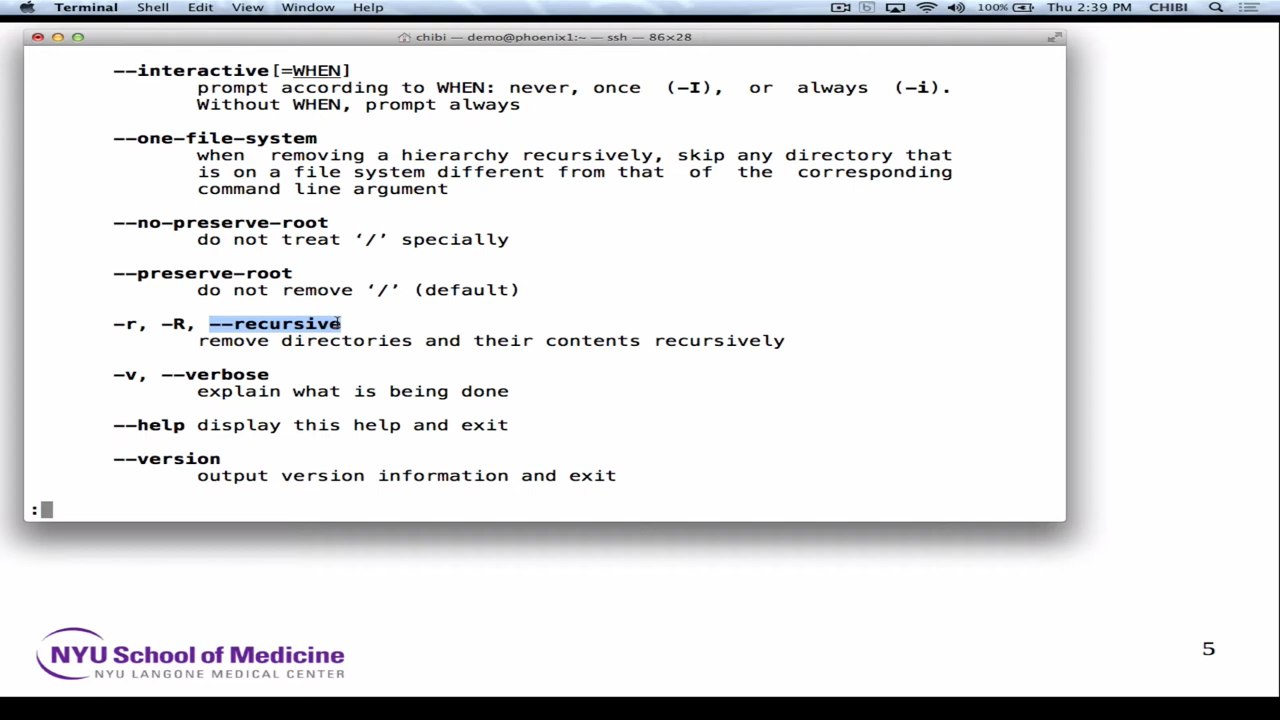 Terminal Shell Edit View Window Help 100% Thu 2:39 PM CHIBI
chibi — demo@phoenix1:~ — ssh — 86×28
--interactive[=WHEN]
prompt according to WHEN: never, once (-I), or always (-i).
Without WHEN, prompt always
--one-file-system
when removing a hierarchy recursively, skip any directory that
is on a file system different from that of the corresponding
command line argument
--no-preserve-root
do not treat ‘/’ specially
--preserve-root
do not remove ‘/’ (default)
-r, -R, --recursive
remove directories and their contents recursively
-v, --verbose
explain what is being done
--help display this help and exit
--version
output version information and exit
:
NYU School of Medicine
NYU LANGONE MEDICAL CENTER
5